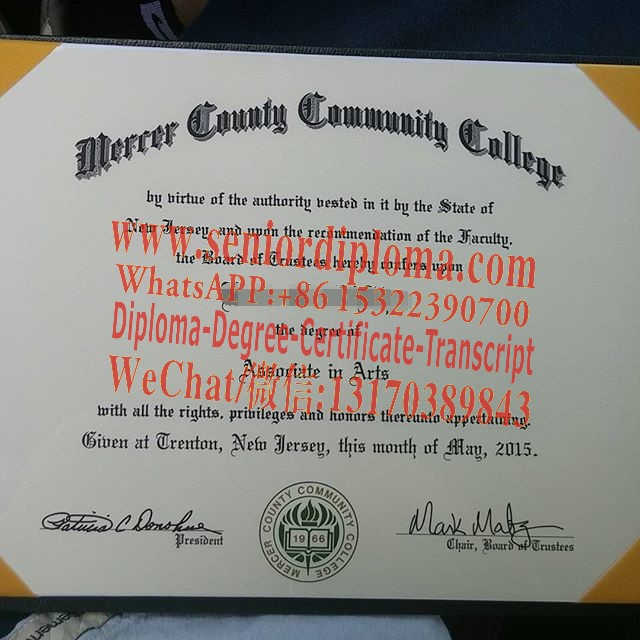 Mercer County Community College
by virtue of the authority vested in it by the State of
New Jersey, and upon the recommendation of the Faculty,
www.seniordiploma.com
the Board of Trustees hereby confers upon
WhatsAPP:+86 15322390700
Diploma-Degree-Certificate-Transcript
the degree of
Associate in Arts
WeChat/微信:13170389843
with all the rights, privileges and honors thereunto appertaining.
Given at Trenton, New Jersey, this month of May, 2015.
Patricia C Donohue
President
MERCER COUNTY COMMUNITY COLLEGE
1966
Mark Matz
Chair, Board of Trustees